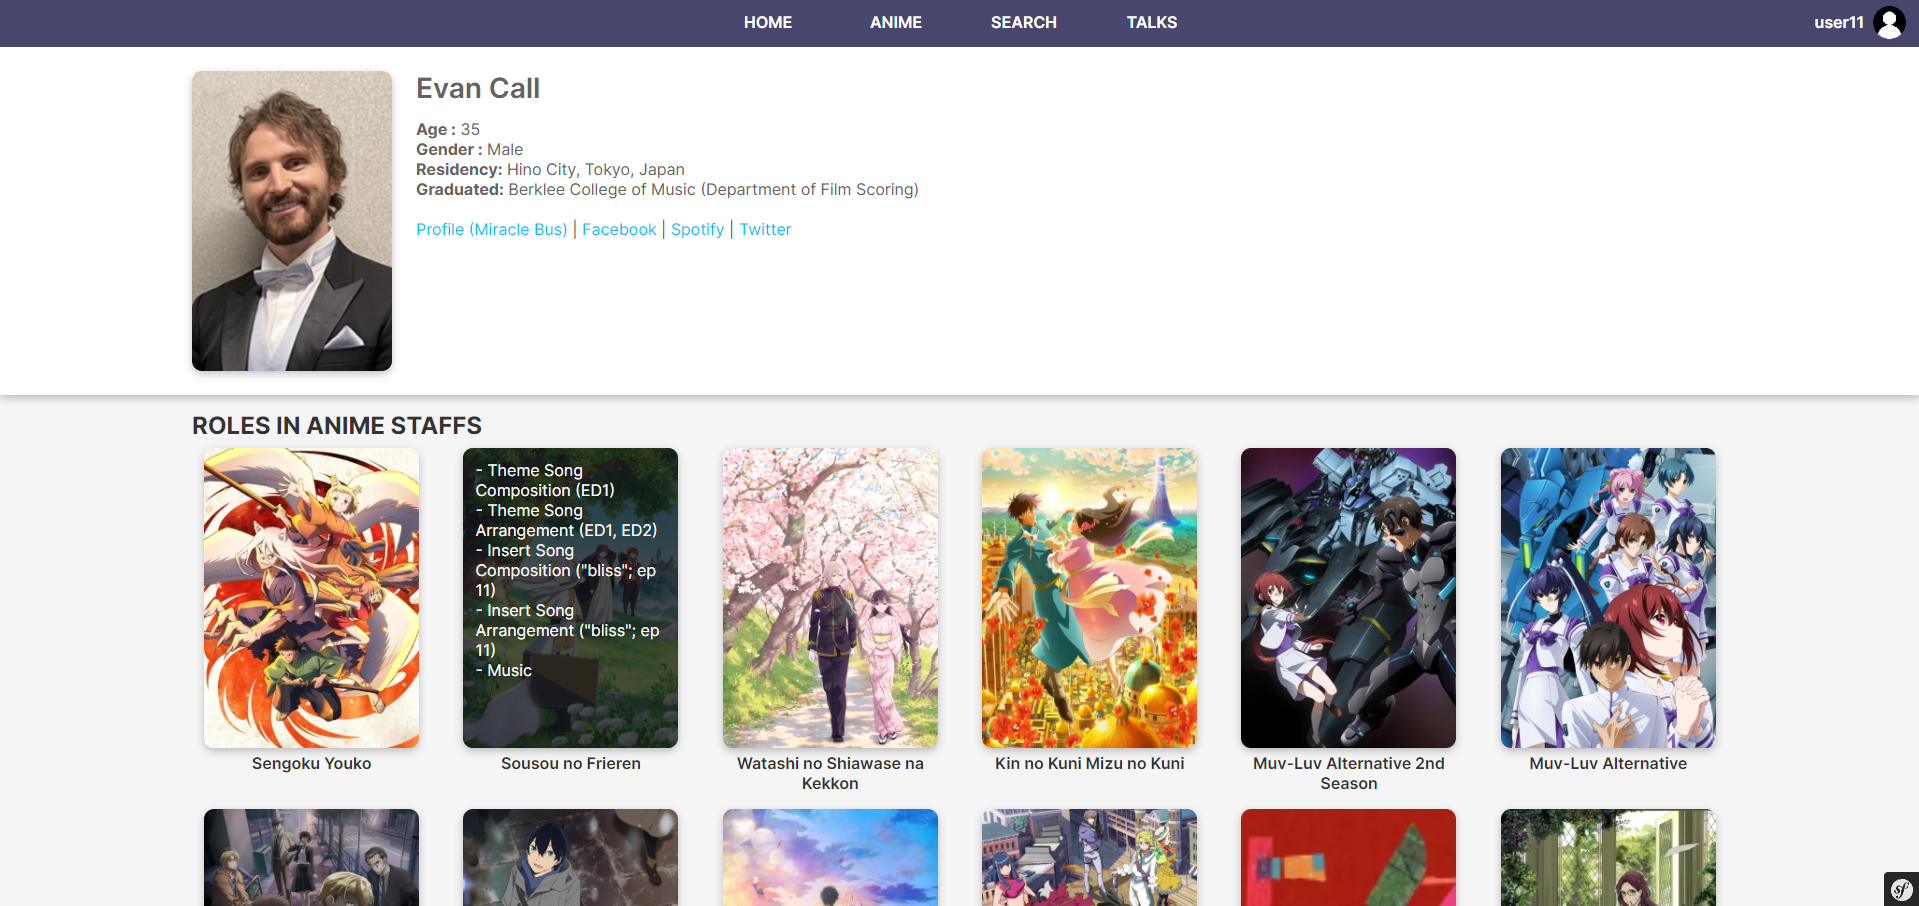 HOME
ANIME
SEARCH
TALKS
user11
Evan Call
Age : 35
Gender : Male
Residency: Hino City, Tokyo, Japan
Graduated: Berklee College of Music (Department of Film Scoring)
Profile (Miracle Bus) | Facebook | Spotify | Twitter
ROLES IN ANIME STAFFS
- Theme Song
Composition (ED1)
- Theme Song
Arrangement (ED1, ED2)
- Insert Song
Composition ("bliss"; ep
11)
- Insert Song
Arrangement ("bliss"; ep
11)
- Music
Sengoku Youko
Sousou no Frieren
Watashi no Shiawase na
Kekkon
Kin no Kuni Mizu no Kuni
Muv-Luv Alternative 2nd
Season
Muv-Luv Alternative
sf